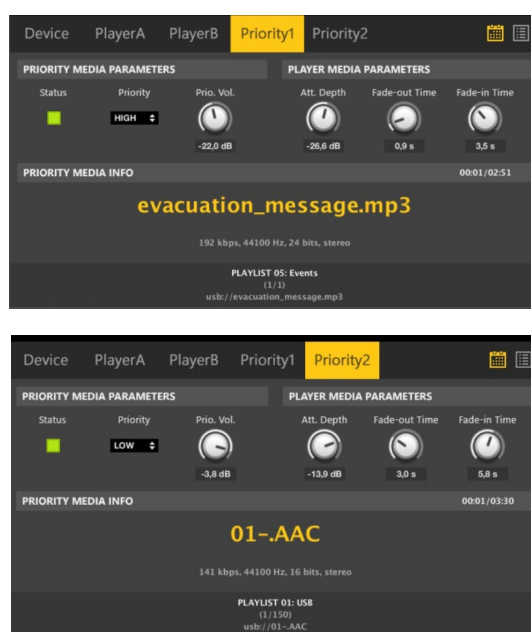 Device PlayerA PlayerB Priority1 Priority2
PRIORITY MEDIA PARAMETERS PLAYER MEDIA PARAMETERS
Status Priority Prio. Vol. Att. Depth Fade-out Time Fade-in Time
HIGH
-22,0 dB -26,6 dB 0,9 s 3,5 s
PRIORITY MEDIA INFO 00:01/02:51
evacuation_message.mp3
192 kbps, 44100 Hz, 24 bits, stereo
PLAYLIST 05: Events
(1/1)
usb://evacuation_message.mp3
Device PlayerA PlayerB Priority1 Priority2
PRIORITY MEDIA PARAMETERS PLAYER MEDIA PARAMETERS
Status Priority Prio. Vol. Att. Depth Fade-out Time Fade-in Time
LOW
-3,8 dB -13,9 dB 3,0 s 5,8 s
PRIORITY MEDIA INFO 00:01/03:30
01-.AAC
141 kbps, 44100 Hz, 16 bits, stereo
PLAYLIST 01: USB
(1/150)
usb://01-.AAC